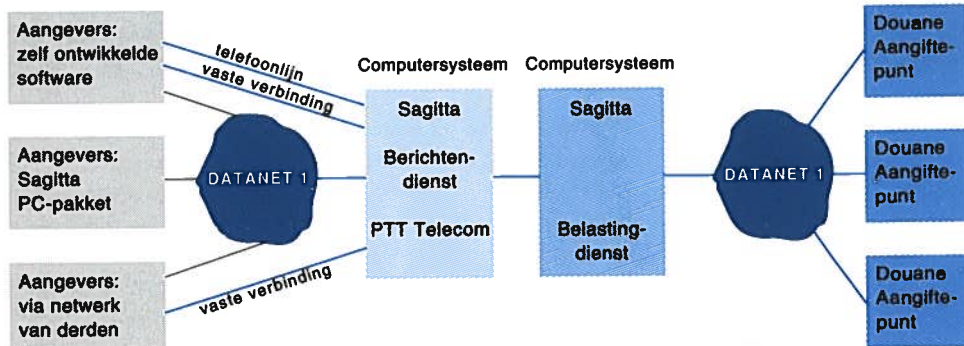 Aangevers:
zelf ontwikkelde
software
Aangevers:
Sagitta
PC-pakket
Aangevers:
via netwerk
van derden
telefoonlijn
vaste verbinding
DATANET 1
vaste verbinding
Computersysteem
Sagitta
Berichten-
dienst
PTT Telecom
Computersysteem
Sagitta
Belasting-
dienst
DATANET 1
Douane
Aangifte-
punt
Douane
Aangifte-
punt
Douane
Aangifte-
punt